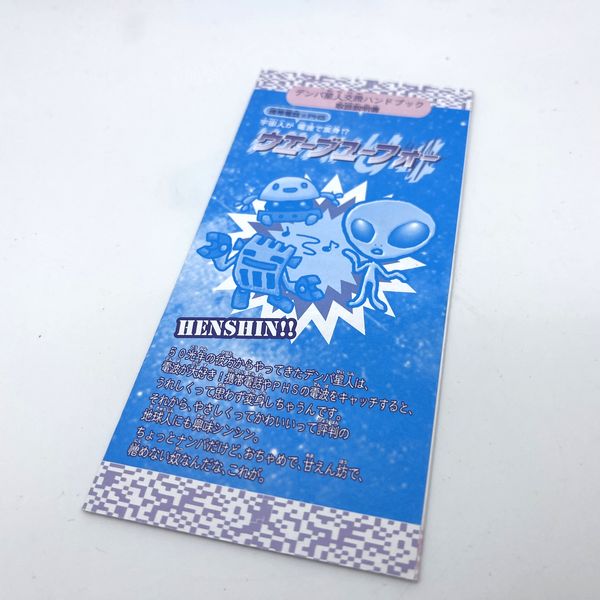 デンパ星人交信ハンドブック
取扱説明書
宇宙人が 電波で変身!?
ウエーブユーフォー
HENSHIN!!
50光年の彼方からやってきたデンパ星人は、
電波が大好き！携帯電話やPHSの電波をキャッチすると、
うれしくって思わず変身しちゃうんです。
それから、やさしくってかわいいって評判の
地球人にも興味シンシン。
ちょっとナンパだけど、おちゃめで、甘えん坊で、
憎めない奴なんだな、これが。